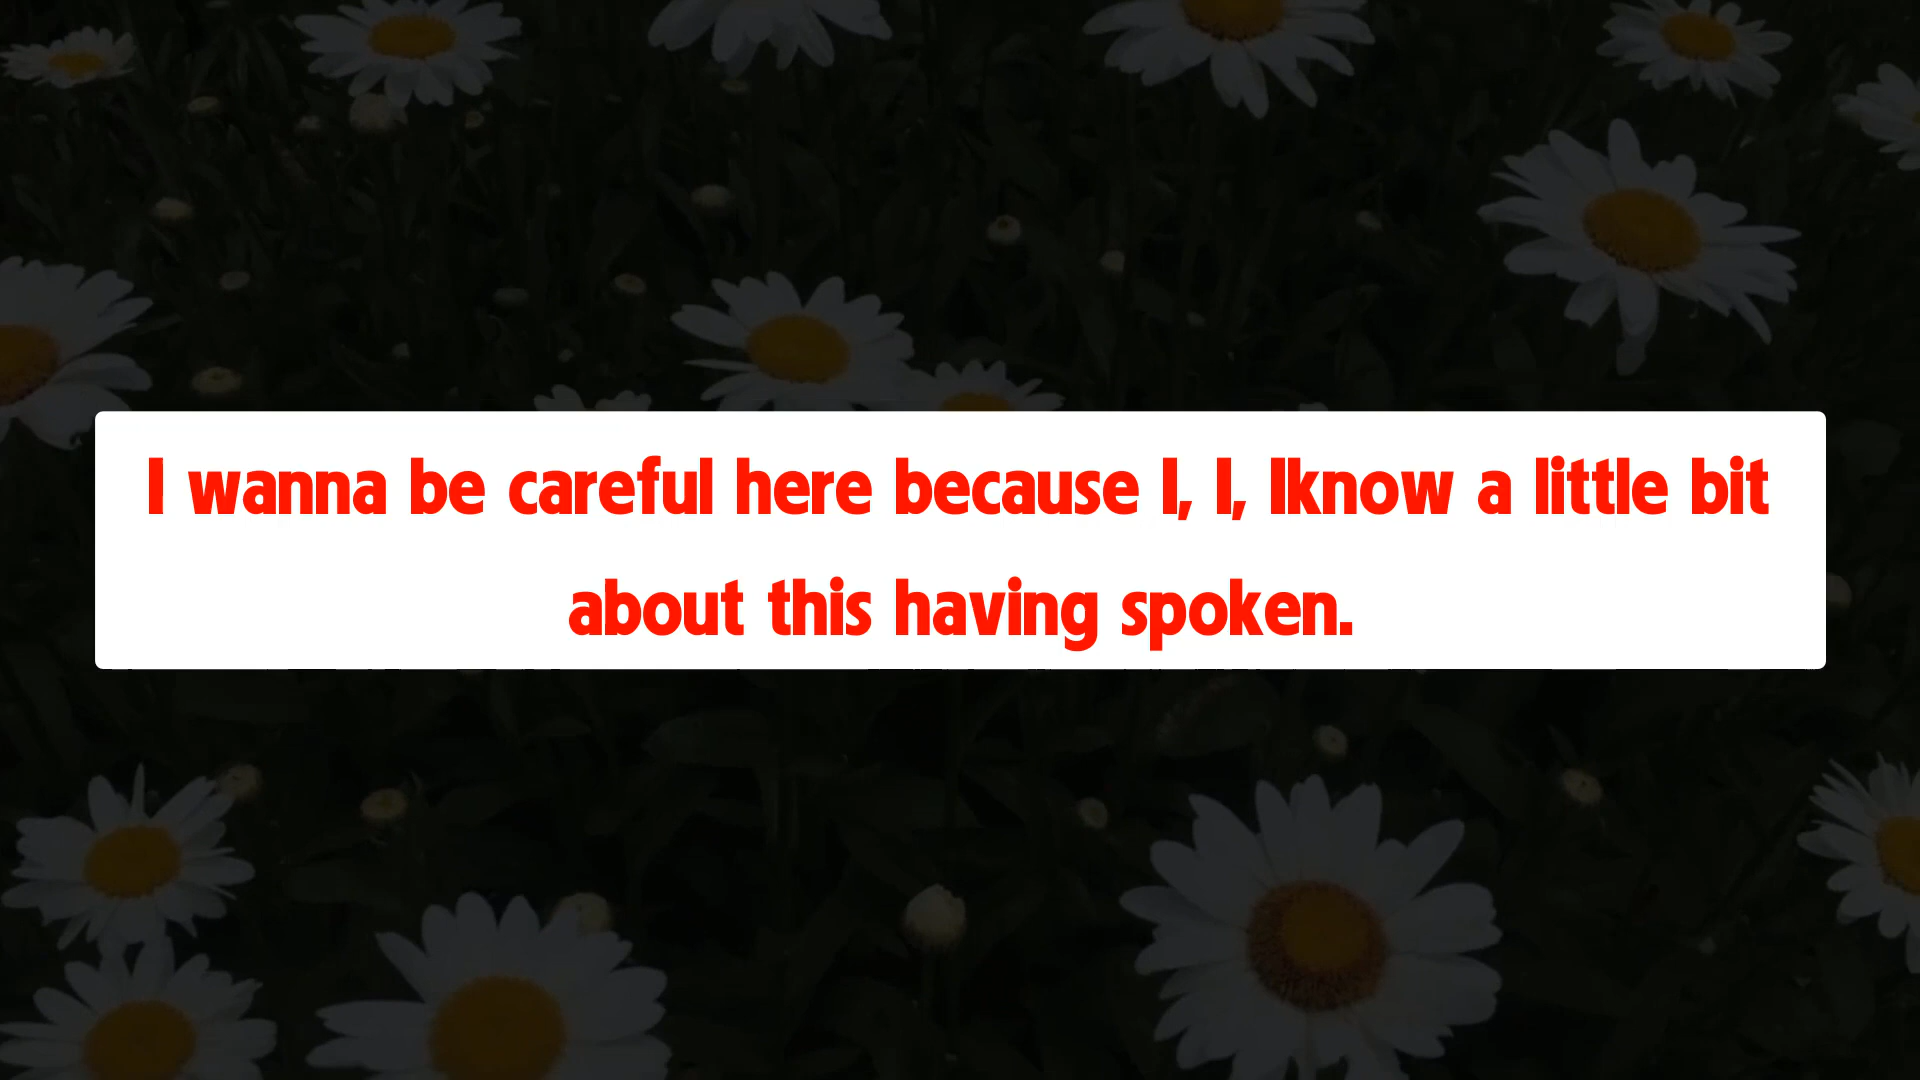 I wanna be careful here because I, I, Iknow a little bit
about this having spoken.